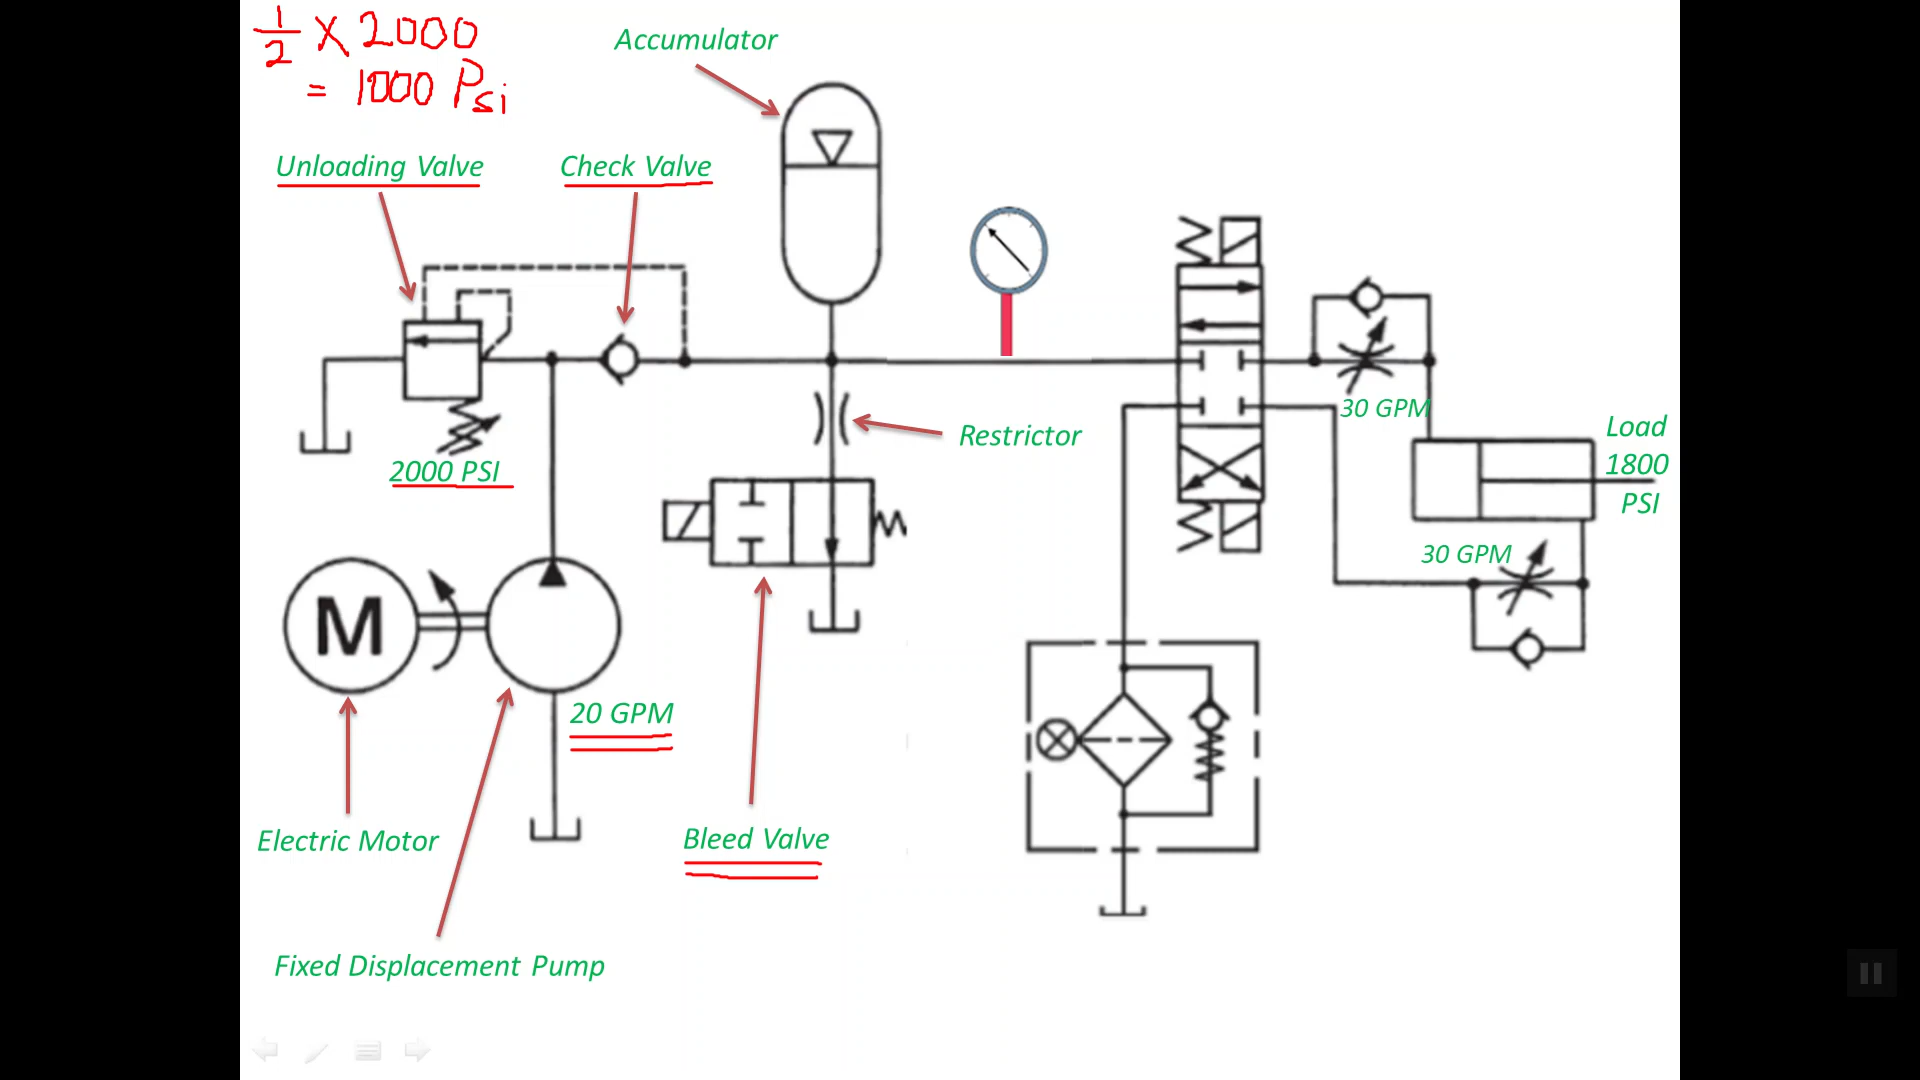 1/2 X 2000
= 1000 Psi
Accumulator
Unloading Valve
Check Valve
2000 PSI
Restrictor
30 GPM
Load
1800
PSI
30 GPM
M
20 GPM
Electric Motor
Bleed Valve
Fixed Displacement Pump